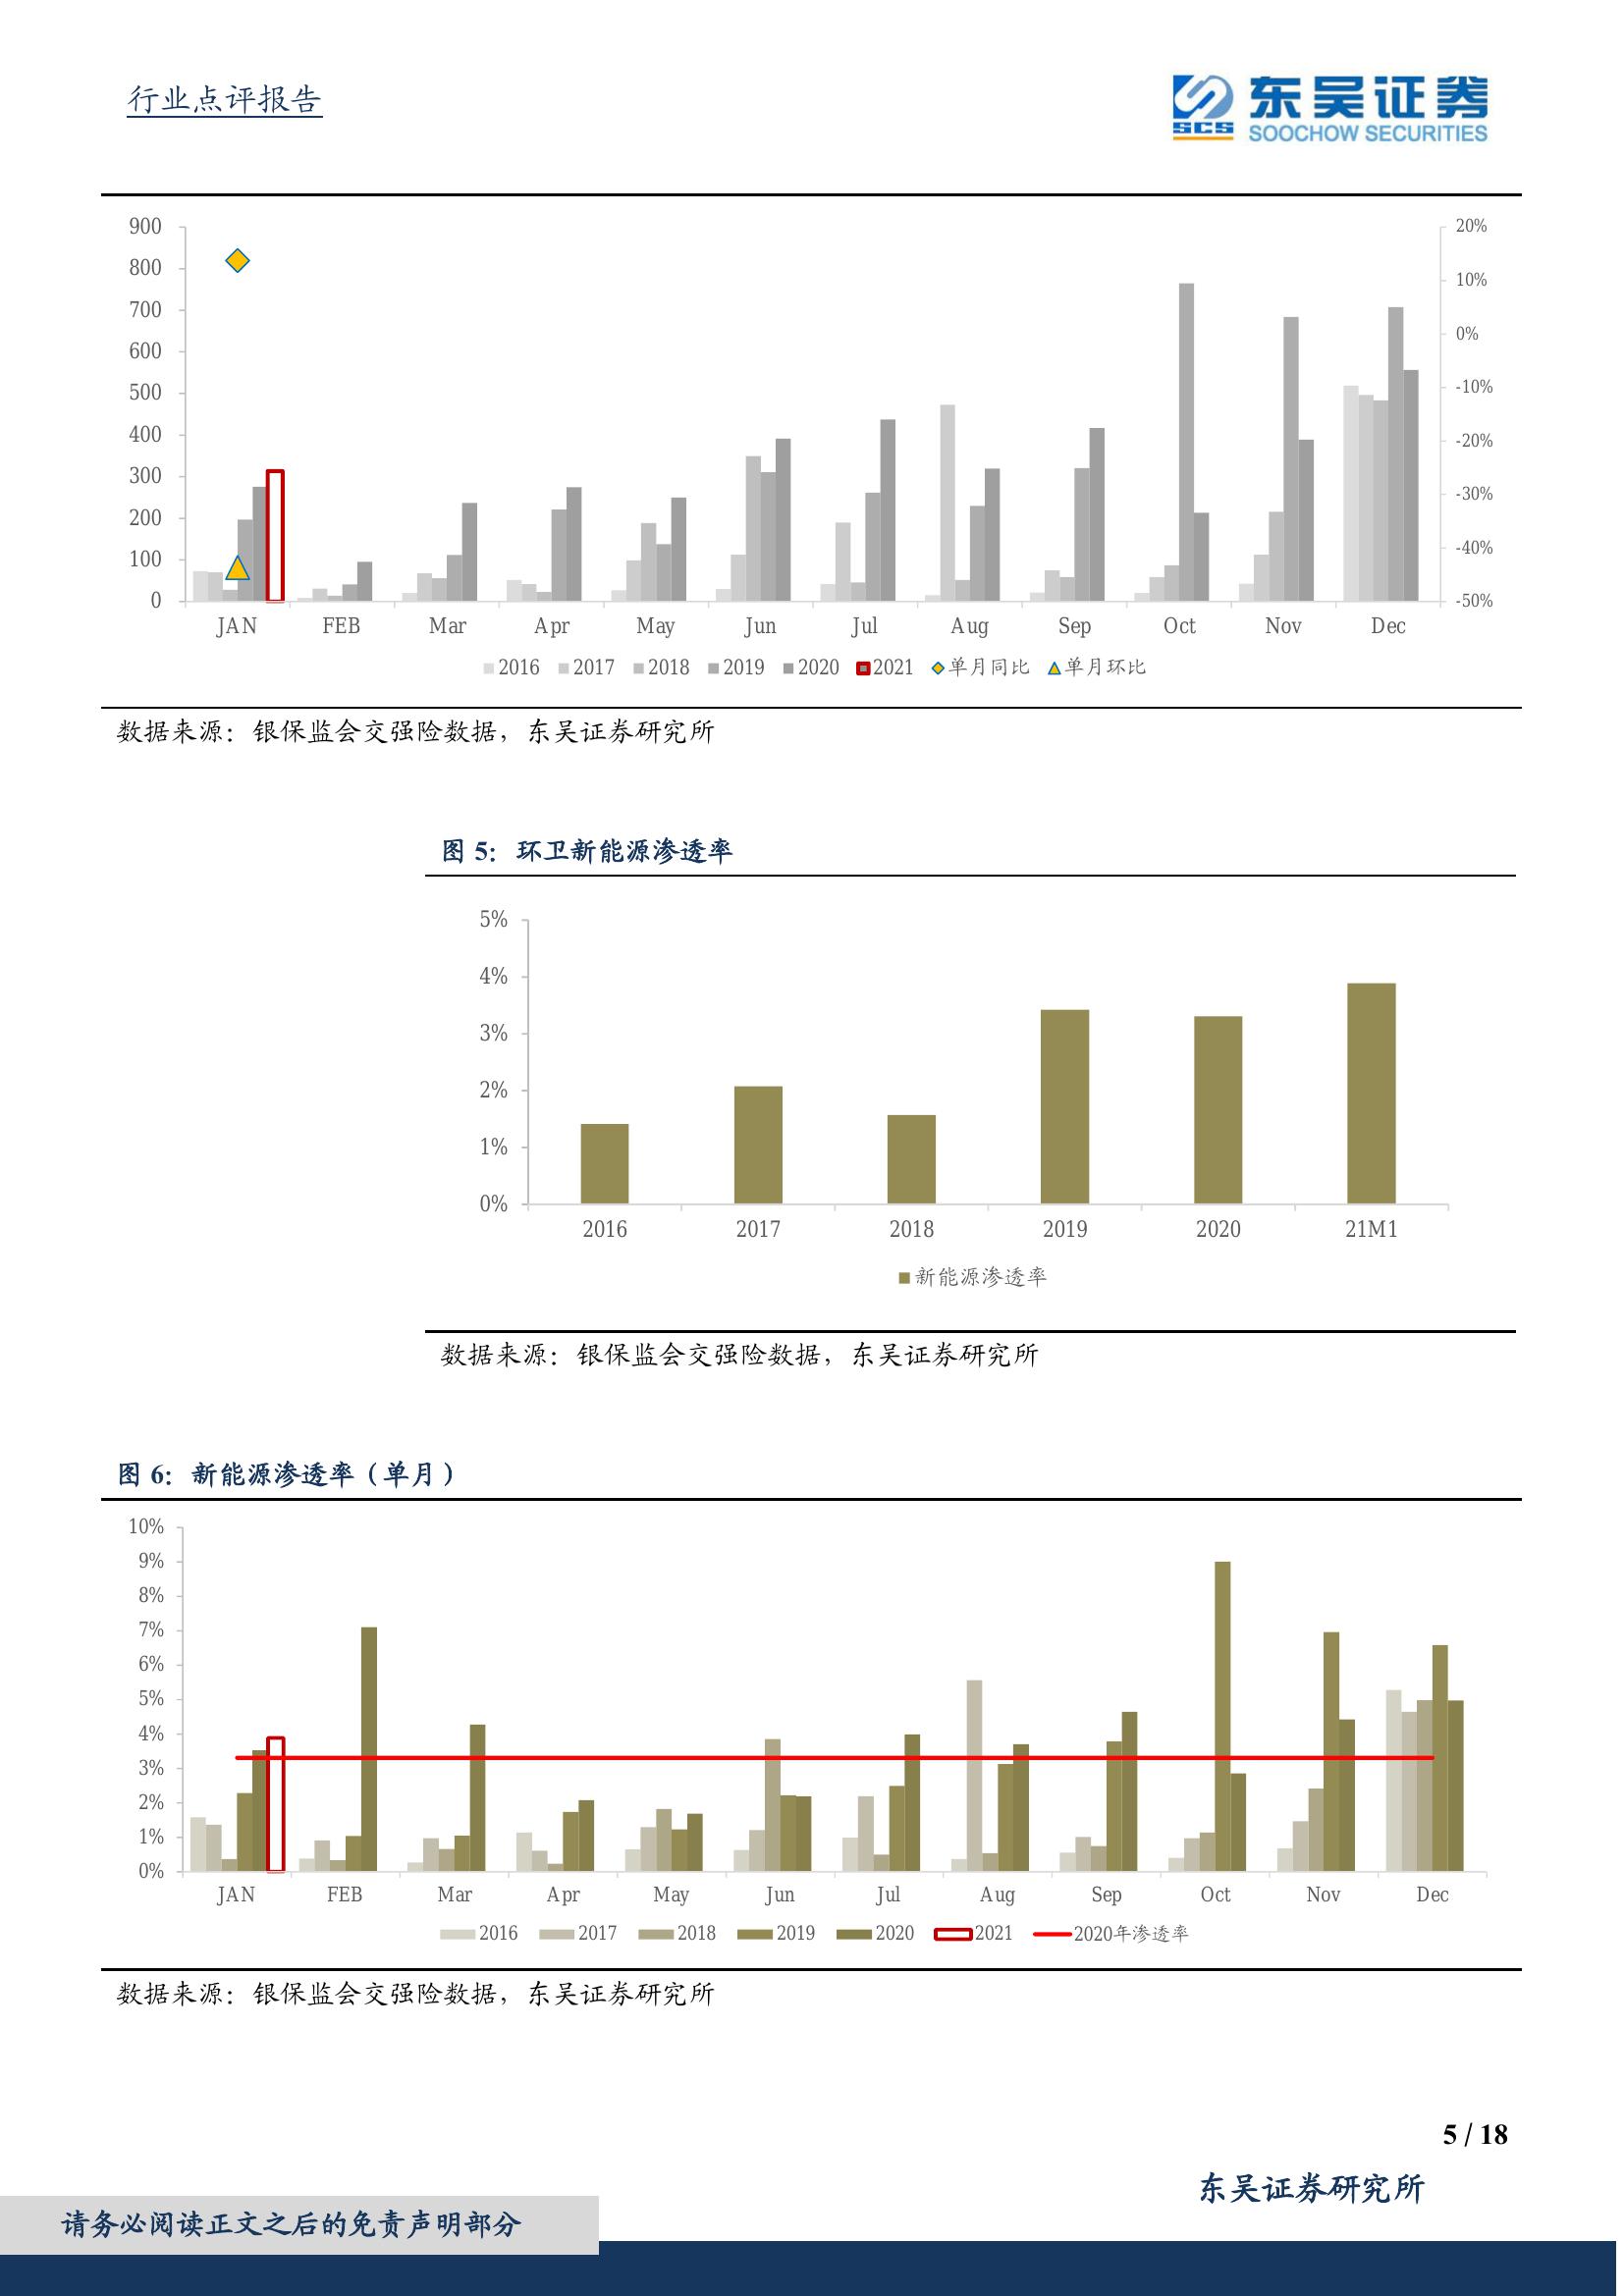 行业点评报告
SCS
东吴证券
SOOCHOW SECURITIES
900
800
700
600
500
400
300
200
100
0
20%
10%
0%
-10%
-20%
-30%
-40%
-50%
JAN FEB Mar Apr May Jun Jul Aug Sep Oct Nov Dec
2016 2017 2018 2019 2020 2021 单月同比 单月环比
数据来源：银保监会交强险数据，东吴证券研究所
图 5：环卫新能源渗透率
5%
4%
3%
2%
1%
0%
2016 2017 2018 2019 2020 21M1
新能源渗透率
数据来源：银保监会交强险数据，东吴证券研究所
图 6：新能源渗透率（单月）
10%
9%
8%
7%
6%
5%
4%
3%
2%
1%
0%
JAN FEB Mar Apr May Jun Jul Aug Sep Oct Nov Dec
2016 2017 2018 2019 2020 2021 2020年渗透率
数据来源：银保监会交强险数据，东吴证券研究所
5 / 18
东吴证券研究所
请务必阅读正文之后的免责声明部分